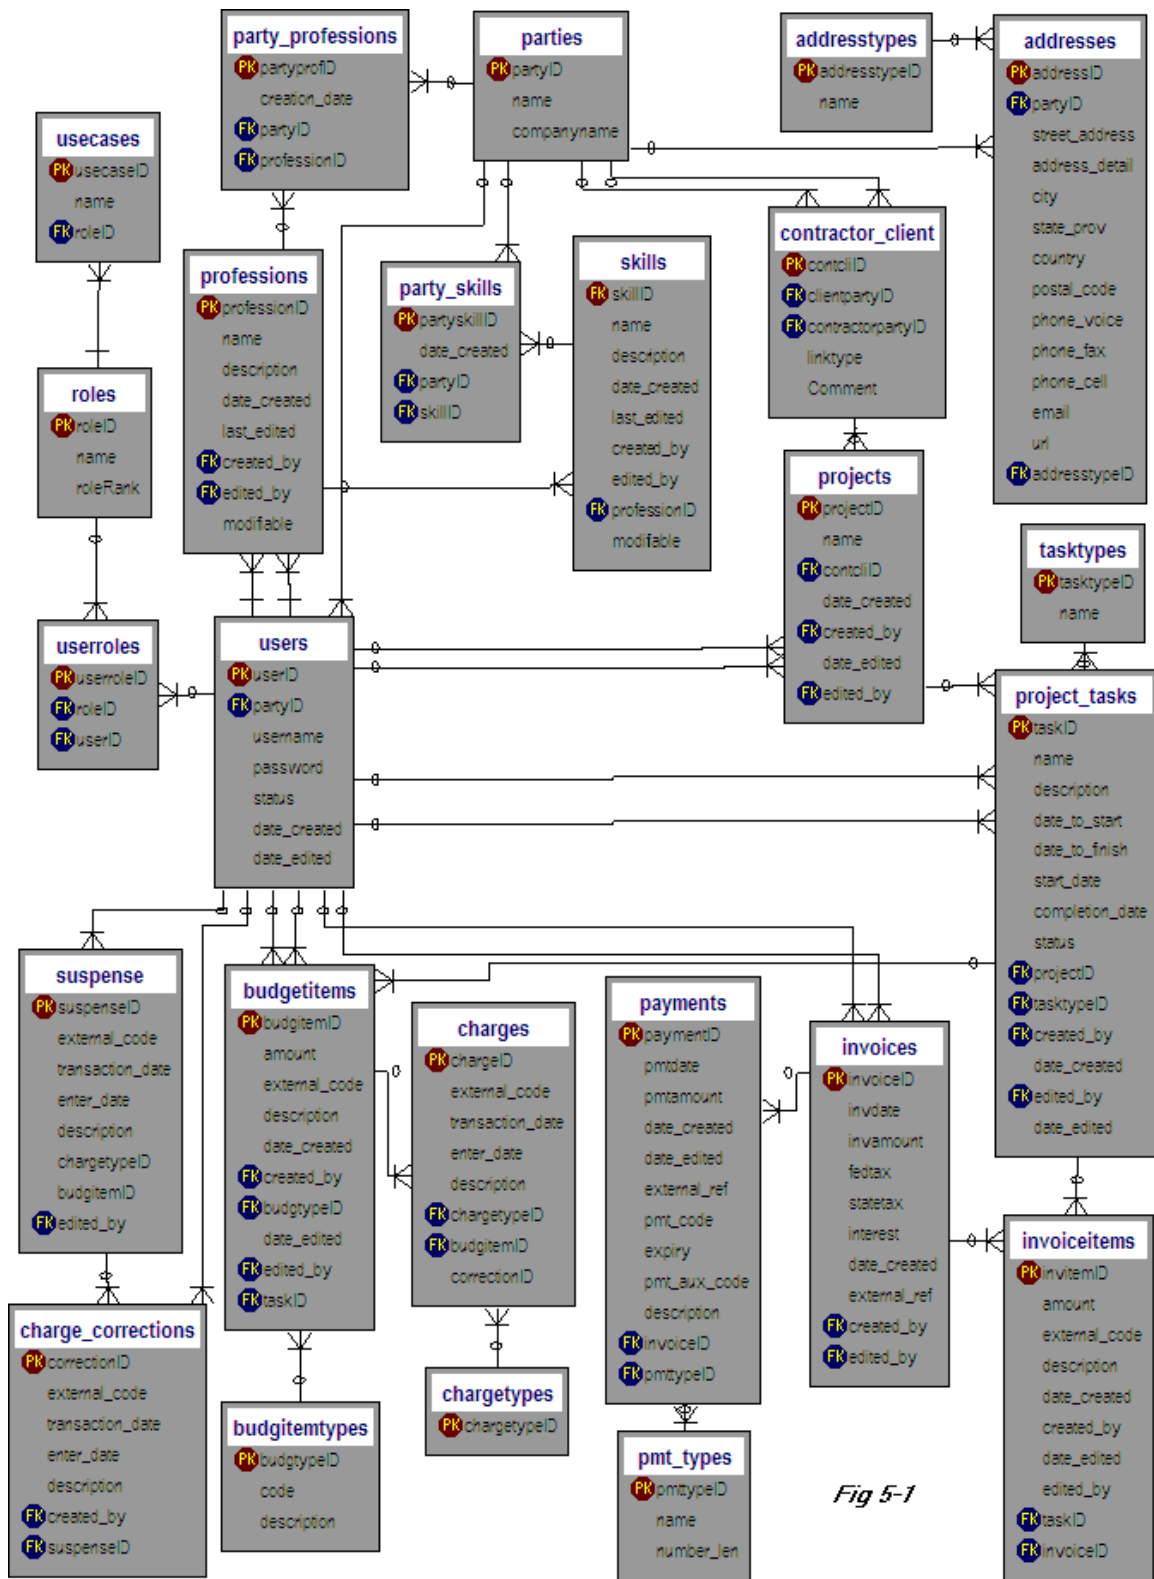 party_professions
PK partyprofID
creation_date
FK partyID
FK professionID
parties
PK partyID
name
companyname
addresstypes
PK addresstypeID
name
addresses
PK addressID
FK partyID
street_address
address_detail
city
state_prov
country
postal_code
phone_voice
phone_fax
phone_cell
email
url
FK addresstypeID
usecases
PK usecaseID
name
FK roleID
professions
PK professionID
name
description
date_created
last_edited
FK created_by
FK edited_by
modifiable
party_skills
PK partyskillID
date_created
FK partyID
FK skillID
skills
FK skillID
name
description
date_created
last_edited
created_by
edited_by
FK professionID
modifiable
contractor_client
PK contcliID
FK clientpartyID
FK contractorpartyID
linktype
Comment
roles
PK roleID
name
roleRank
projects
PK projectID
name
FK contcliID
date_created
FK created_by
date_edited
FK edited_by
tasktypes
PK tasktypeID
name
userroles
PK userroleID
FK roleID
FK userID
users
PK userID
FK partyID
username
password
status
date_created
date_edited
project_tasks
PK taskID
name
description
date_to_start
date_to_finish
start_date
completion_date
status
FK projectID
FK tasktypeID
FK created_by
date_created
FK edited_by
date_edited
suspense
PK suspenseID
external_code
transaction_date
enter_date
description
chargetypeID
budgitemID
FK edited_by
budgetitems
PK budgitemID
amount
external_code
description
date_created
FK created_by
FK budgtypeID
date_edited
FK edited_by
FK taskID
charges
PK chargeID
external_code
transaction_date
enter_date
description
FK chargetypeID
FK budgitemID
correctionID
payments
PK paymentID
pmtdate
pmtamount
date_created
date_edited
external_ref
pmt_code
expiry
pmt_aux_code
description
FK invoiceID
FK pmttypeID
invoices
PK invoiceID
invdate
invamount
fedtax
statetax
interest
date_created
external_ref
FK created_by
FK edited_by
invoiceitems
PK invitemID
amount
external_code
description
date_created
created_by
date_edited
edited_by
FK taskID
FK invoiceID
charge_corrections
PK correctionID
external_code
transaction_date
enter_date
description
FK created_by
FK suspenseID
budgitemtypes
PK budgtypeID
code
description
chargetypes
PK chargetypeID
pmt_types
PK pmttypeID
name
number_len
Fig 5-1